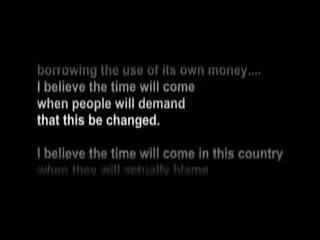 borrowing the use of its own money....
I believe the time will come
when people will demand
that this be changed.
I believe the time will come in this country
when they will actually blame